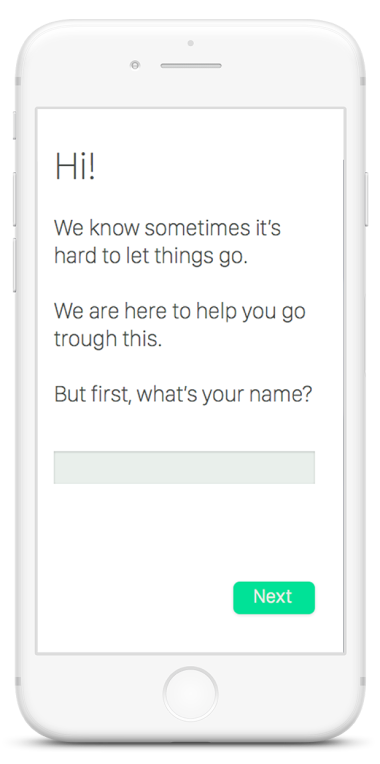 Hi!
We know sometimes it's
hard to let things go.
We are here to help you go
trough this.
But first, what's your name?
Next